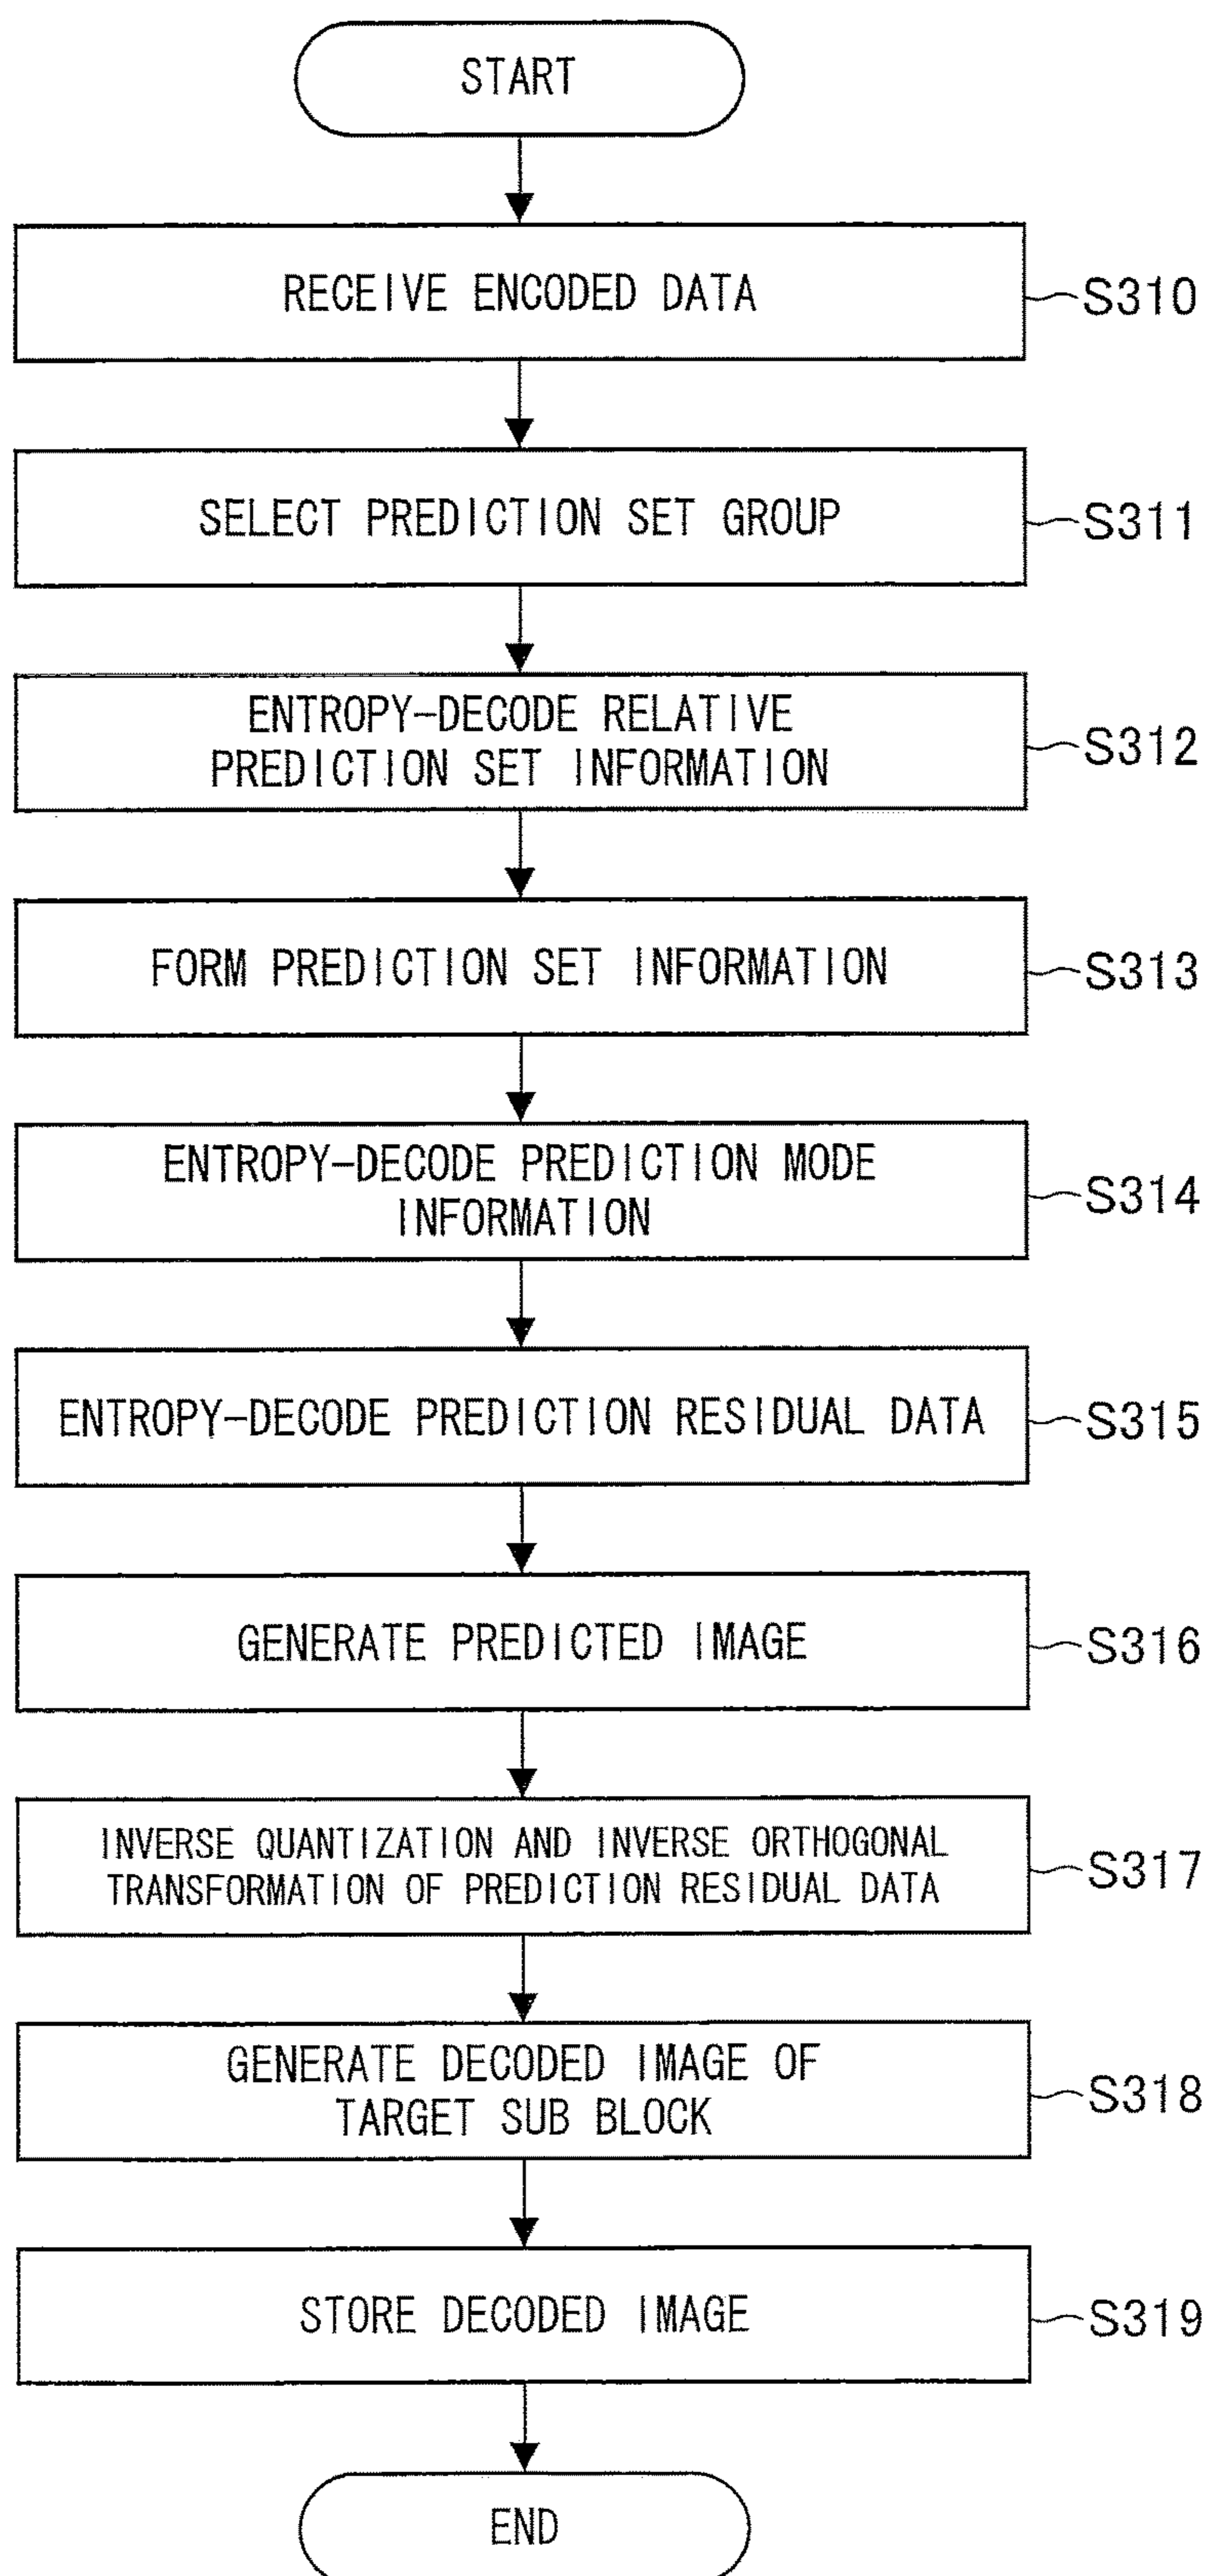 START
RECEIVE ENCODED DATA
S310
SELECT PREDICTION SET GROUP
S311
ENTROPY-DECODE RELATIVE
PREDICTION SET INFORMATION
S312
FORM PREDICTION SET INFORMATION
S313
ENTROPY-DECODE PREDICTION MODE
INFORMATION
S314
ENTROPY-DECODE PREDICTION RESIDUAL DATA
S315
GENERATE PREDICTED IMAGE
S316
INVERSE QUANTIZATION AND INVERSE ORTHOGONAL
TRANSFORMATION OF PREDICTION RESIDUAL DATA
S317
GENERATE DECODED IMAGE OF
TARGET SUB BLOCK
S318
STORE DECODED IMAGE
S319
END